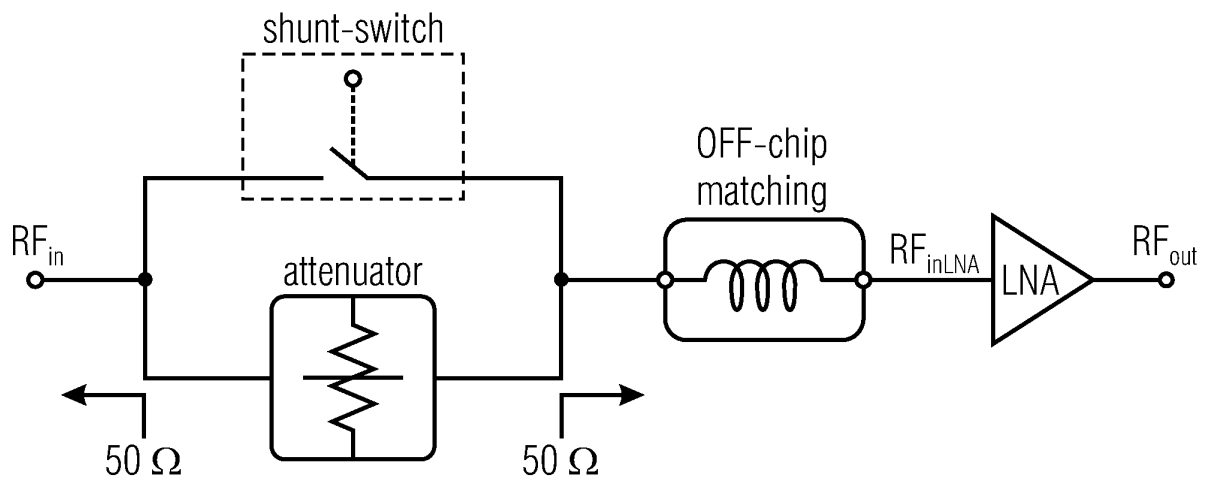 shunt-switch
OFF-chip
matching
RF_in
attenuator
RF_inLNA
LNA
RF_out
50 Ω
50 Ω